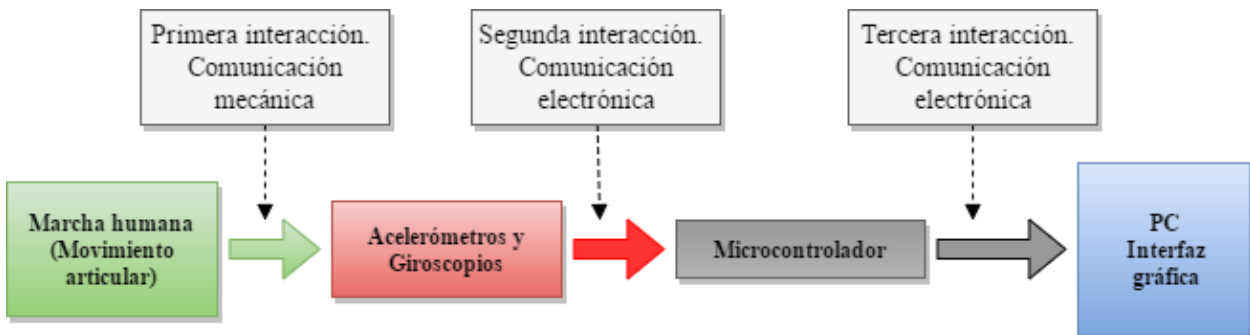 Primera interacción.
Comunicación
mecánica
Segunda interacción.
Comunicación
electrónica
Tercera interacción.
Comunicación
electrónica
Marcha humana
(Movimiento
articular)
Acelerómetros y
Giroscopios
Microcontrolador
PC
Interfaz
gráfica